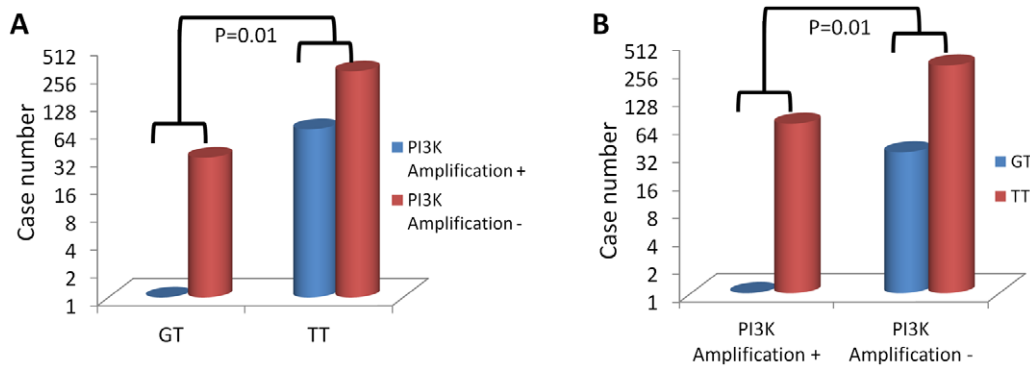 A
P=0.01
512
256
128
64
32
16
8
4
2
1
Case number
GT
TT
PI3K
Amplification +
PI3K
Amplification -
B
P=0.01
512
256
128
64
32
16
8
4
2
1
Case number
PI3K
Amplification +
PI3K
Amplification -
GT
TT